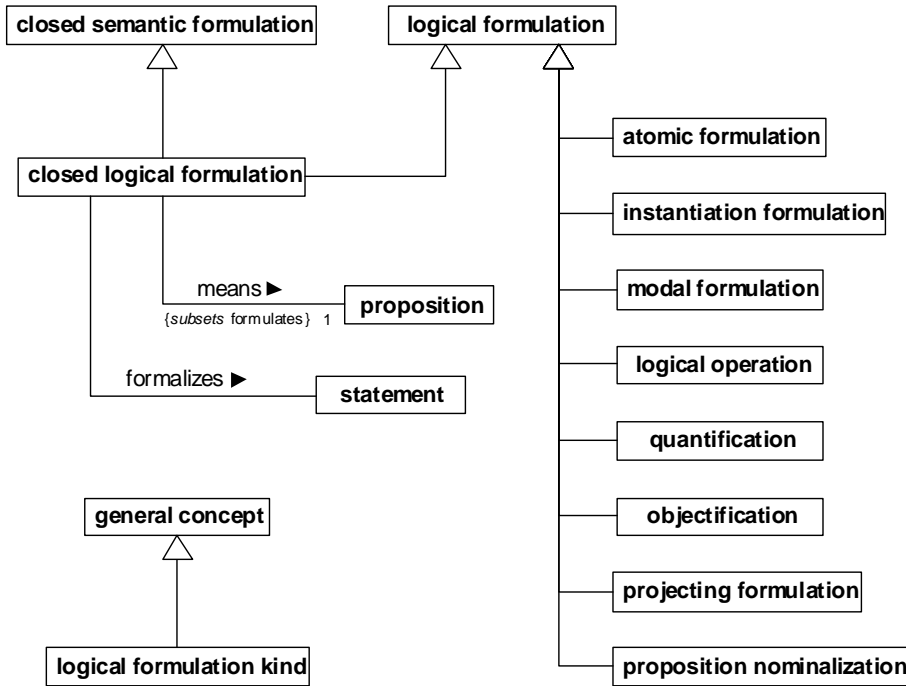 closed semantic formulation
logical formulation
atomic formulation
closed logical formulation
instantiation formulation
modal formulation
means ►
{subsets formulates} 1
proposition
logical operation
formalizes ►
statement
quantification
general concept
objectification
projecting formulation
logical formulation kind
proposition nominalization